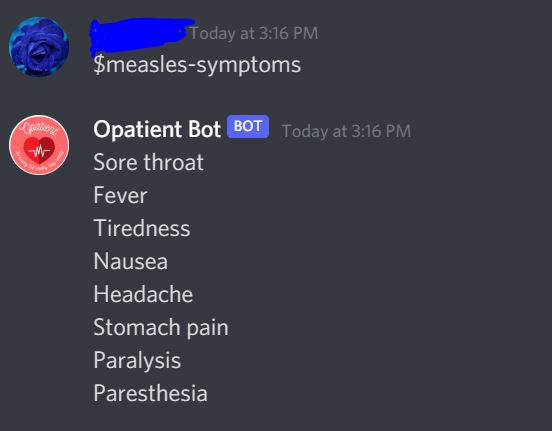 Today at 3:16 PM
$measles-symptoms
Opatient
Opatient Bot BOT Today at 3:16 PM
Sore throat
Fever
Tiredness
Nausea
Headache
Stomach pain
Paralysis
Paresthesia